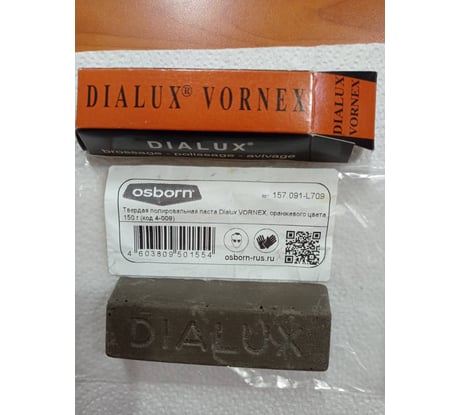 DIALUX® VORNEX
DIALUX
VORNEX
DIALUX®
brossage - polissage - avivage
osborn®
157.091-L709
Твердая полировальная паста Dialux VORNEX, оранжевого цвета
150 г (код 4-009)
4 603809 501554
osborn-rus.ru
DIALUX